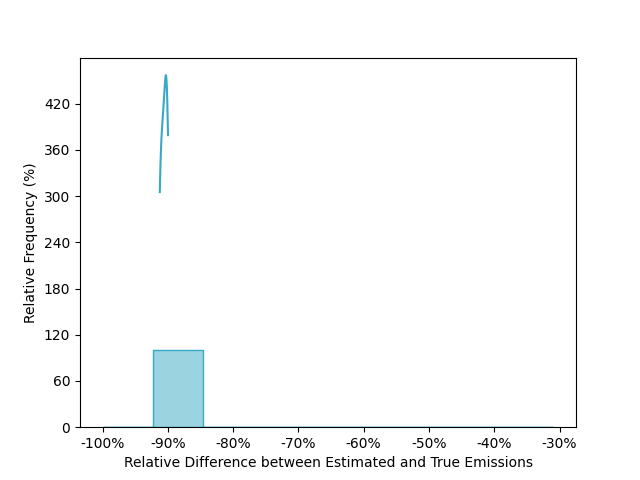 Relative Frequency (%)
420
360
300
240
180
120
60
0
-100% -90% -80% -70% -60% -50% -40% -30%
Relative Difference between Estimated and True Emissions